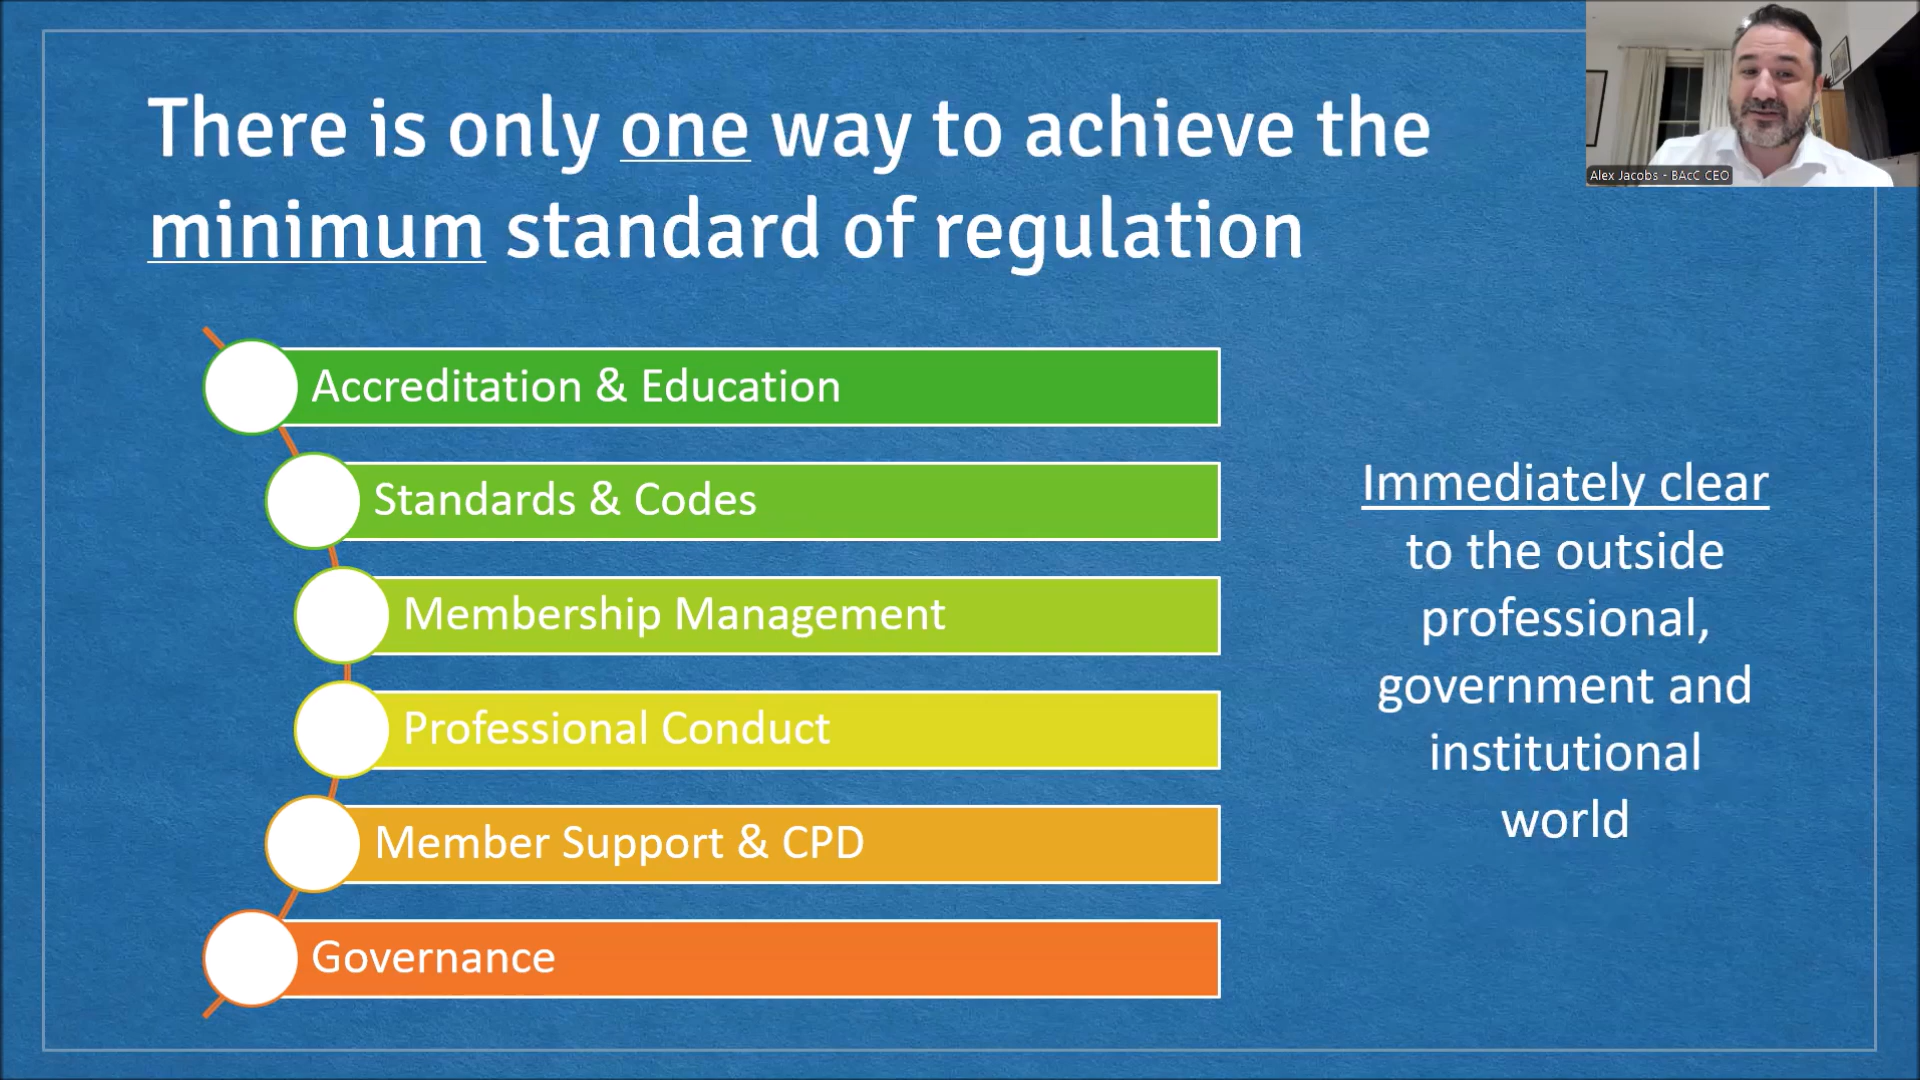 There is only one way to achieve the
minimum standard of regulation
Alex Jacobs - BAcC CEO
Accreditation & Education
Standards & Codes
Membership Management
Professional Conduct
Member Support & CPD
Governance
Immediately clear
to the outside
professional,
government and
institutional
world